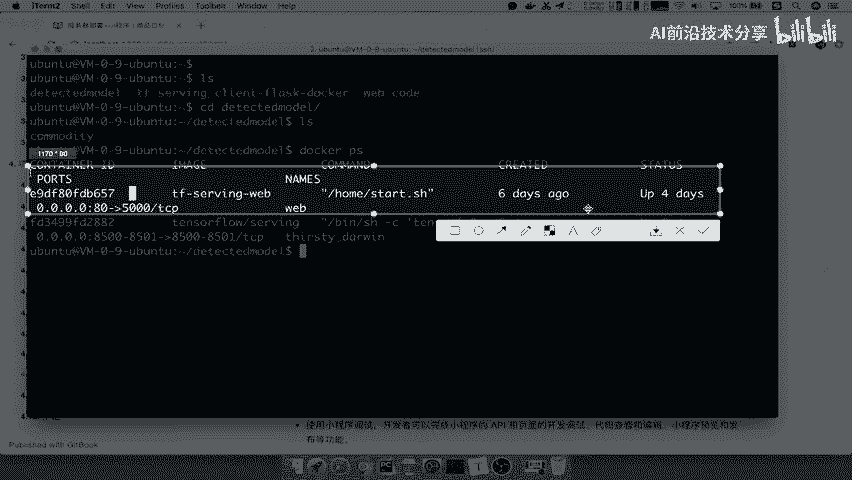 iTerm2 Shell Edit View Profiles Toolbelt Window Help
AI前沿技术分享 bilibili
2. ubuntu@VM-0-9-ubuntu: ~/detectedmodel (ssh)
ubuntu@VM-0-9-ubuntu:~$
ubuntu@VM-0-9-ubuntu:~$ ls
detectedmodel tf-serving_client-flask-docker web_code
ubuntu@VM-0-9-ubuntu:~$ cd detectedmodel/
ubuntu@VM-0-9-ubuntu:~/detectedmodel$ ls
commodity
ubuntu@VM-0-9-ubuntu:~/detectedmodel$ docker ps
1170 * 80
CONTAINER ID IMAGE COMMAND CREATED STATUS
PORTS NAMES
e9df80fdb657 tf-serving-web "/home/start.sh" 6 days ago Up 4 days
0.0.0.0:80->5000/tcp web
fd3499fd2882 tensorflow/serving "/bin/sh -c 'ten
0.0.0.0:8500-8501->8500-8501/tcp thirsty_darwin
ubuntu@VM-0-9-ubuntu:~/detectedmodel$
使用小程序调试，开发者可以完成小程序的 API 和页面的开发调试、代码查看和编辑、小程序预览和发
布等功能。
Published with GitBook